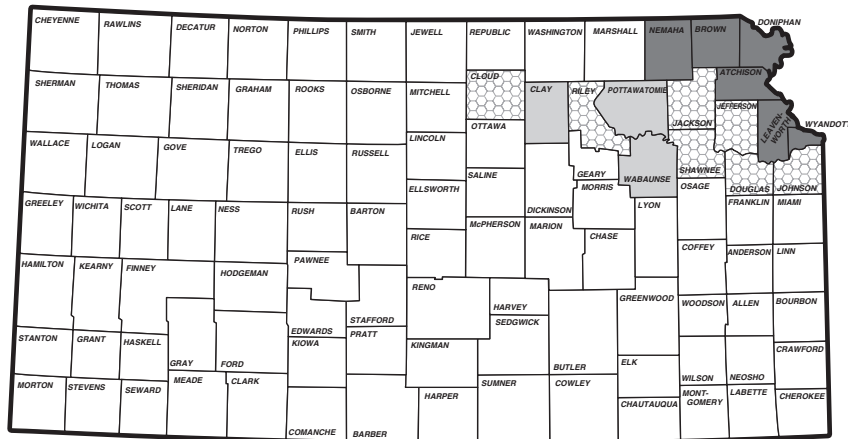 CHEYENNE
RAWLINS
DECATUR
NORTON
PHILLIPS
SMITH
JEWELL
REPUBLIC
WASHINGTON
MARSHALL
NEMAHA
BROWN
DONIPHAN
SHERMAN
THOMAS
SHERIDAN
GRAHAM
ROOKS
OSBORNE
MITCHELL
CLOUD
CLAY
RILEY
POTTAWATOMIE
JACKSON
ATCHISON
JEFFERSON
LEAVEN-
WORTH
WYANDOTT
WALLACE
LOGAN
GOVE
TREGO
ELLIS
RUSSELL
LINCOLN
OTTAWA
SALINE
ELLSWORTH
DICKINSON
GEARY
MORRIS
WABAUNSE
SHAWNEE
OSAGE
DOUGLAS
JOHNSON
GREELEY
WICHITA
SCOTT
LANE
NESS
RUSH
BARTON
RICE
McPHERSON
MARION
CHASE
LYON
COFFEY
FRANKLIN
MIAMI
ANDERSON
LINN
HAMILTON
KEARNY
FINNEY
HODGEMAN
PAWNEE
STAFFORD
RENO
HARVEY
SEDGWICK
GREENWOOD
WOODSON
ALLEN
BOURBON
STANTON
GRANT
HASKELL
GRAY
FORD
EDWARDS
KIOWA
PRATT
KINGMAN
BUTLER
ELK
WILSON
NEOSHO
CRAWFORD
MORTON
STEVENS
SEWARD
MEADE
CLARK
COMANCHE
BARBER
HARPER
SUMNER
COWLEY
CHAUTAUQUA
MONT-
GOMERY
LABETTE
CHEROKEE